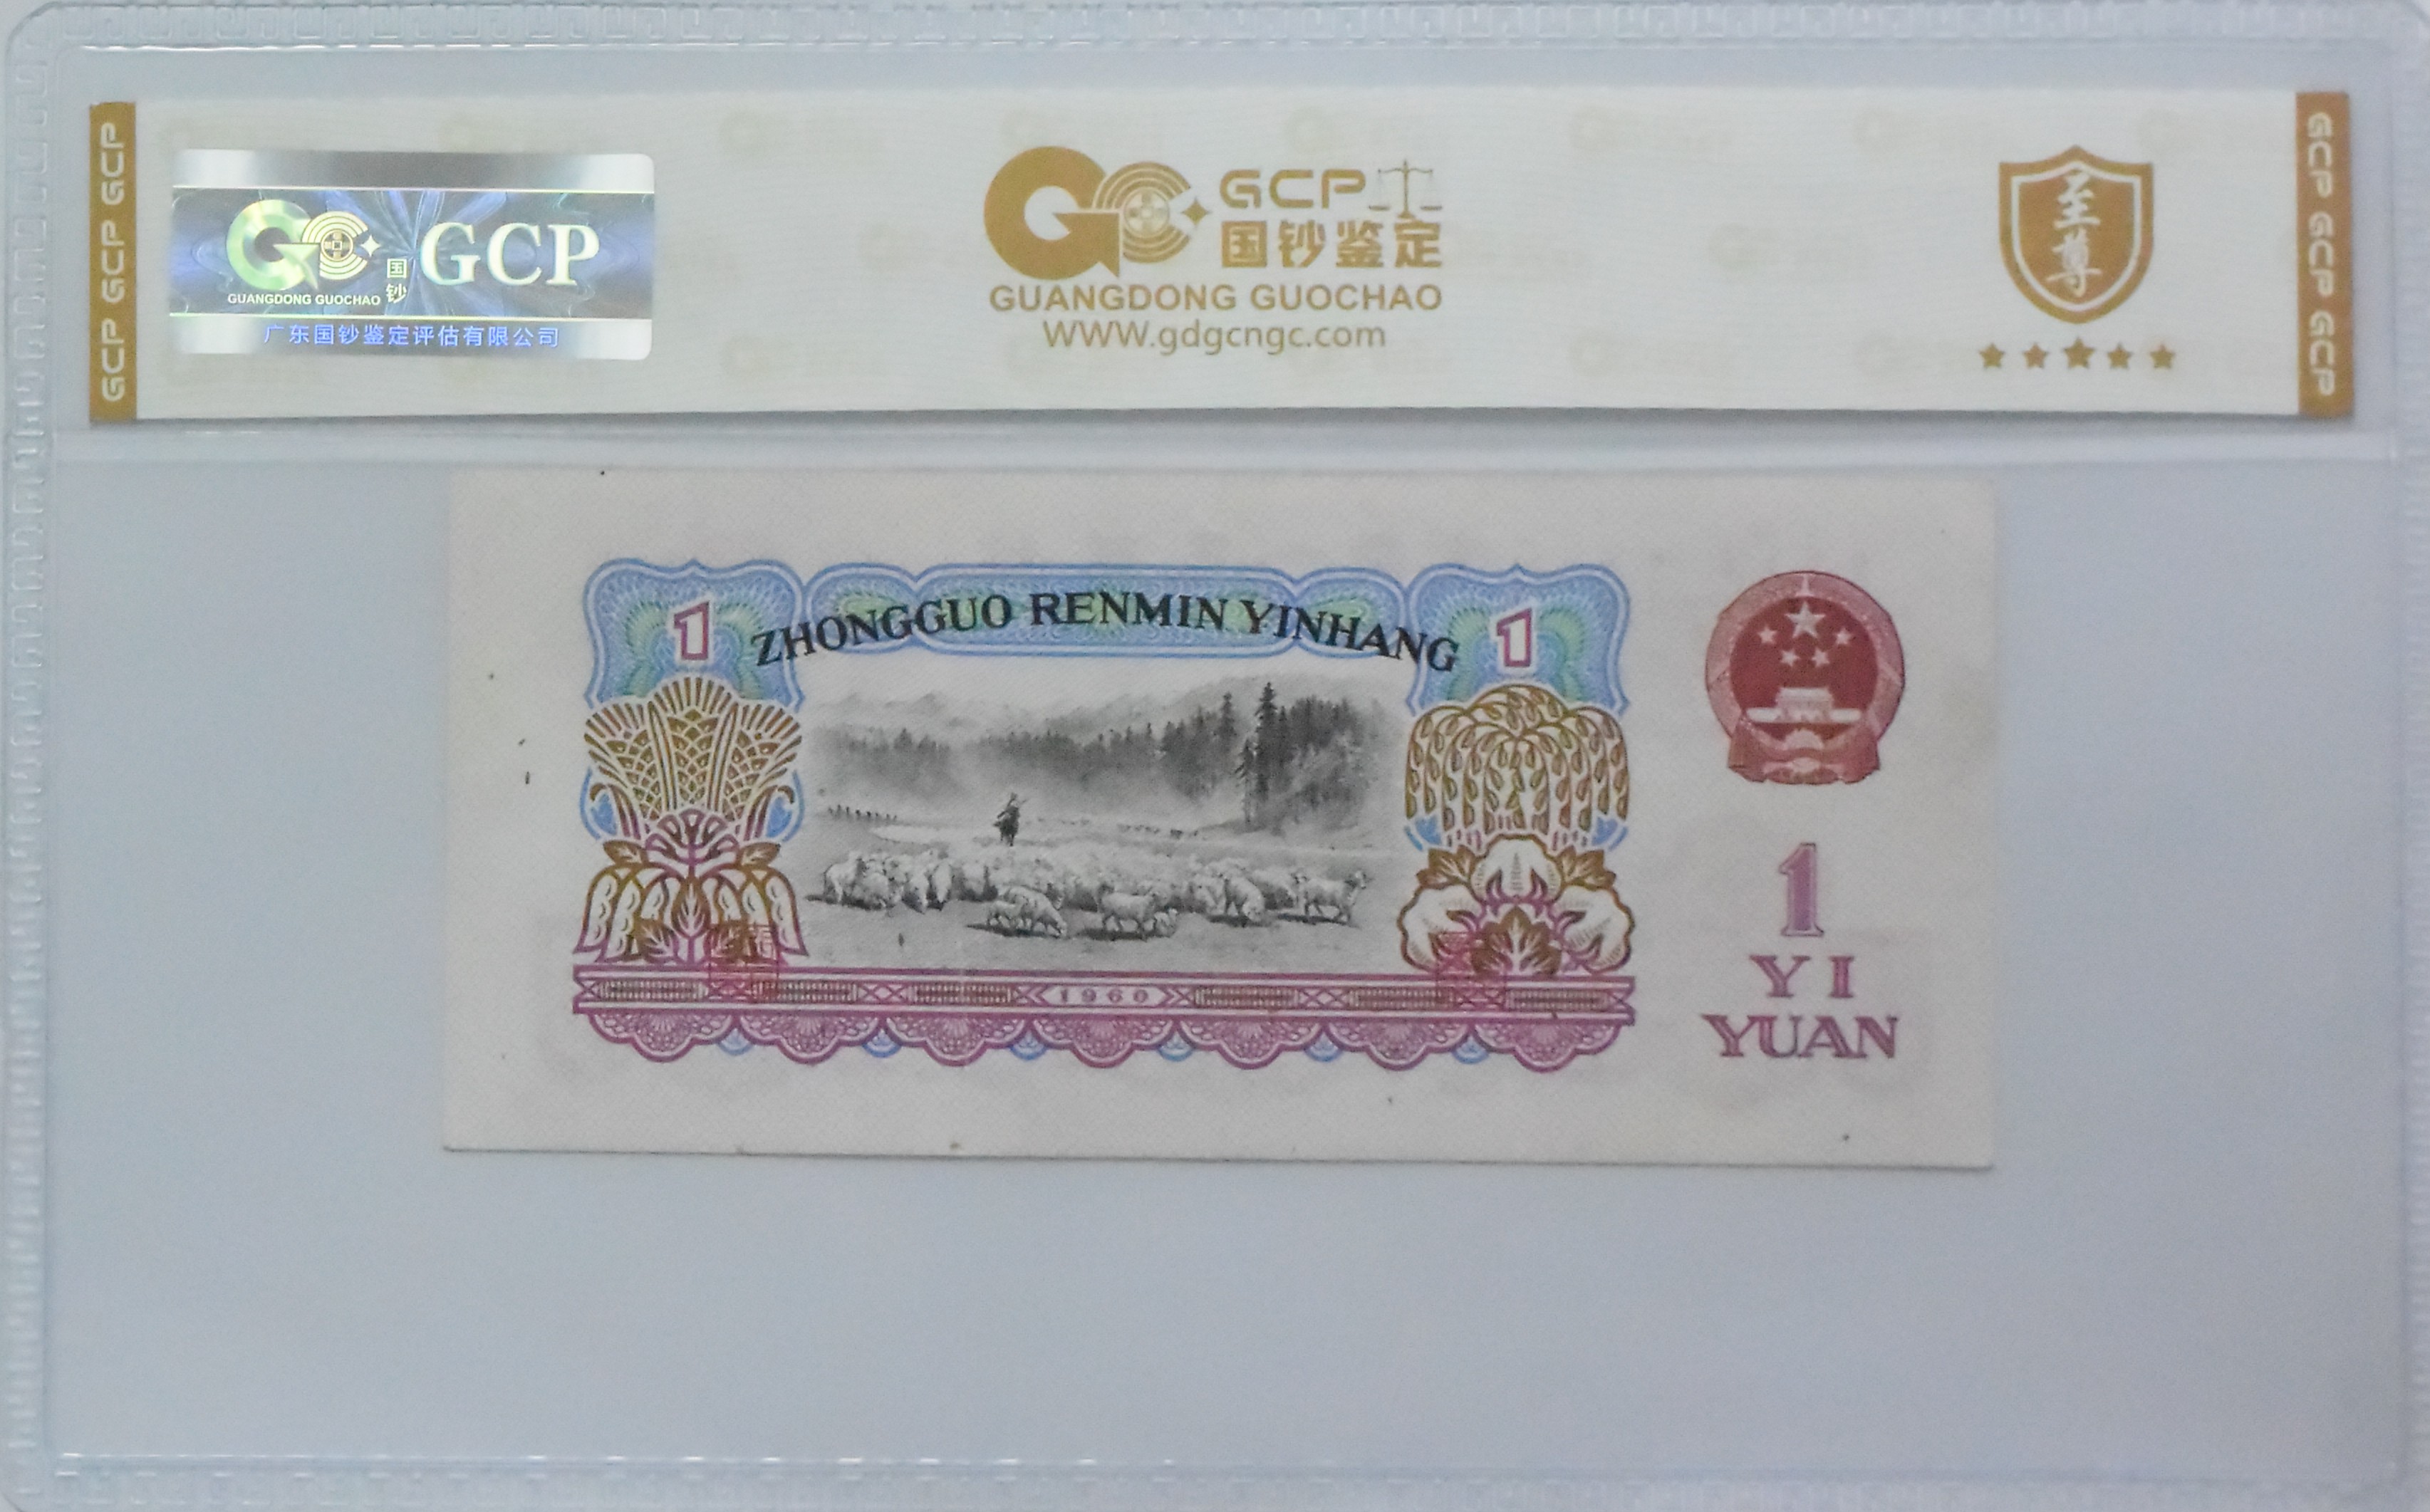 GCP GCP GCP
国钞
GCP
GUANGDONG GUOCHAO
广东国钞鉴定评估有限公司
GCP
国钞鉴定
GUANGDONG GUOCHAO
WWW.gdgcngc.com
至尊
GCP GCP GCP
1
ZHONGGUO RENMIN YINHANG
1
1
YI
YUAN
1960